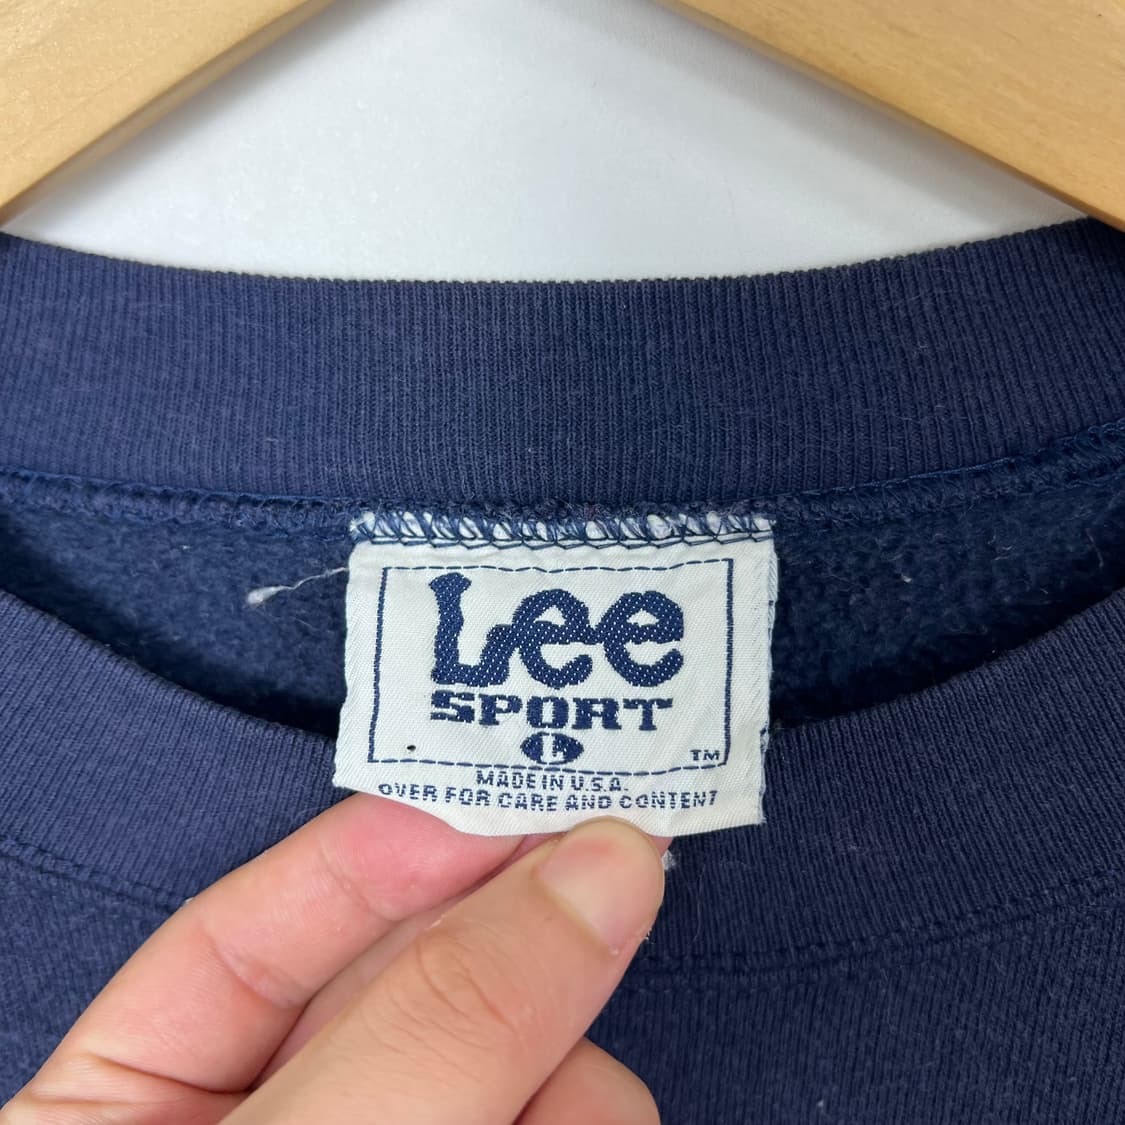 Lee
SPORT
L
TM
MADE IN U.S.A.
OVER FOR CARE AND CONTENT